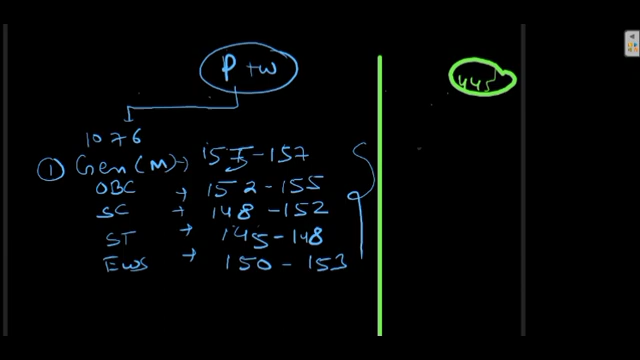 P + w
445
1076
① Gen (M) → 155 - 157
OBC → 152 - 155
SC → 148 - 152
ST → 145 - 148
EWS → 150 - 153